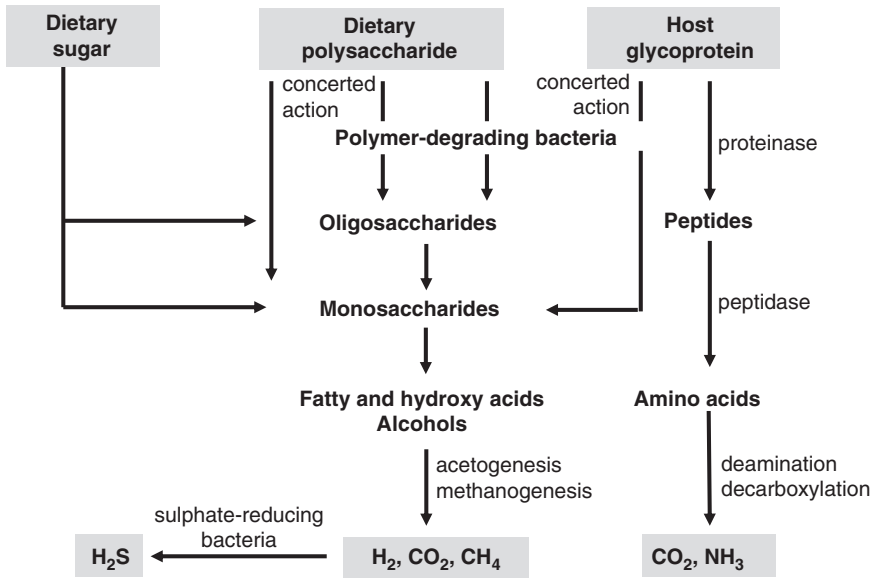 Dietary
sugar
Dietary
polysaccharide
Host
glycoprotein
concerted
action
concerted
action
Polymer-degrading bacteria
proteinase
Oligosaccharides
Peptides
Monosaccharides
peptidase
Fatty and hydroxy acids
Alcohols
Amino acids
acetogenesis
methanogenesis
deamination
decarboxylation
sulphate-reducing
bacteria
H₂S
H₂, CO₂, CH₄
CO₂, NH₃